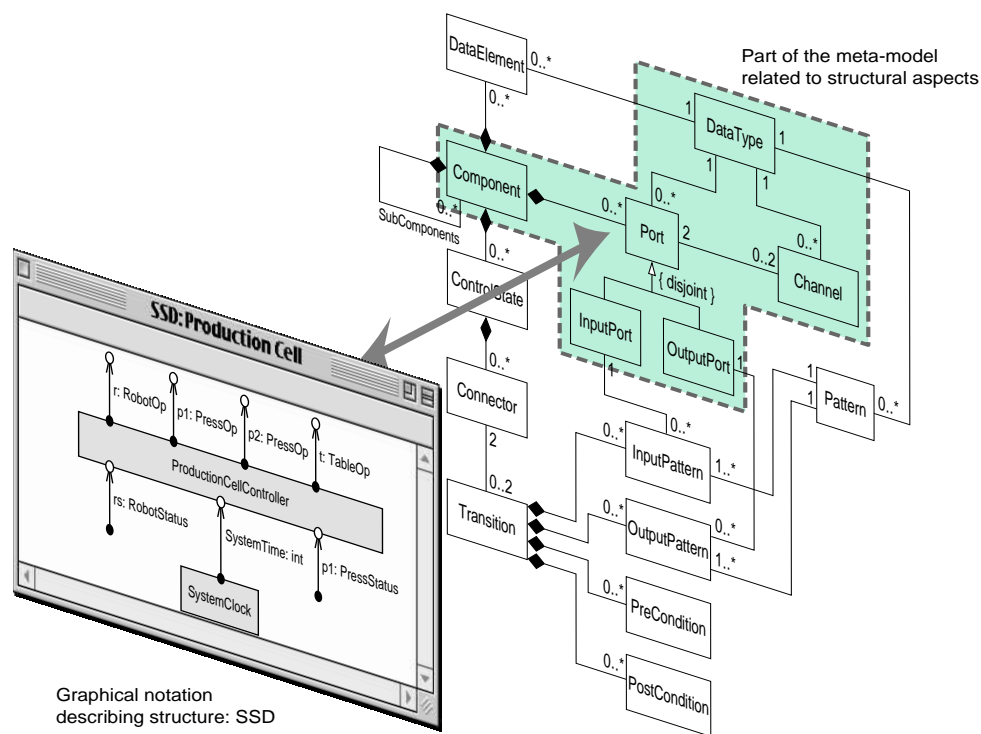 DataElement
0..*
0..*
Part of the meta-model
related to structural aspects
1
DataType
1
1
1
Component
0..*
0..*
0..*
SubComponents
Port
2
0..*
0..2
Channel
0..*
ControlState
{ disjoint }
InputPort
OutputPort
1
1
SSD: Production Cell
0..*
Connector
1
1
Pattern
0..*
r: RobotOp
p1: PressOp
p2: PressOp
t: TableOp
ProductionCellController
2
0..*
0..*
InputPattern
1..*
rs: RobotStatus
SystemTime: int
p1: PressStatus
0..2
Transition
0..*
OutputPattern
0..*
1..*
SystemClock
0..*
PreCondition
0..*
PostCondition
Graphical notation
describing structure: SSD